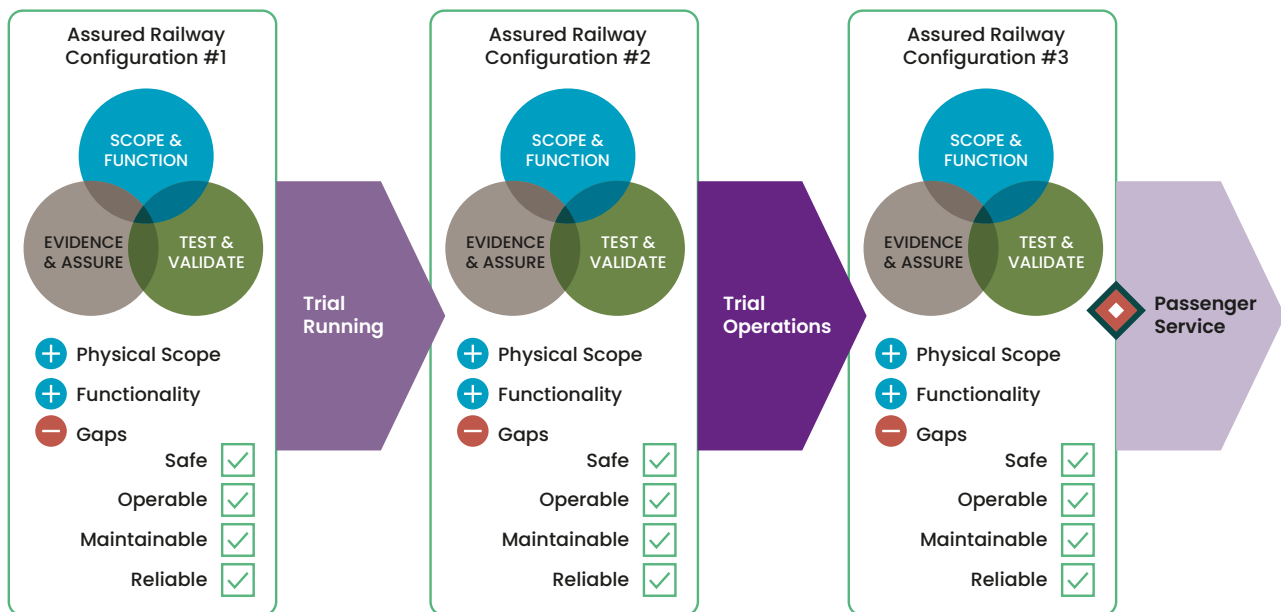 Assured Railway
Configuration #1
SCOPE &
FUNCTION
EVIDENCE
& ASSURE
TEST &
VALIDATE
Physical Scope
Functionality
Gaps
Safe
Operable
Maintainable
Reliable
Trial
Running
Assured Railway
Configuration #2
SCOPE &
FUNCTION
EVIDENCE
& ASSURE
TEST &
VALIDATE
Physical Scope
Functionality
Gaps
Safe
Operable
Maintainable
Reliable
Trial
Operations
Assured Railway
Configuration #3
SCOPE &
FUNCTION
EVIDENCE
& ASSURE
TEST &
VALIDATE
Physical Scope
Functionality
Gaps
Safe
Operable
Maintainable
Reliable
Passenger
Service